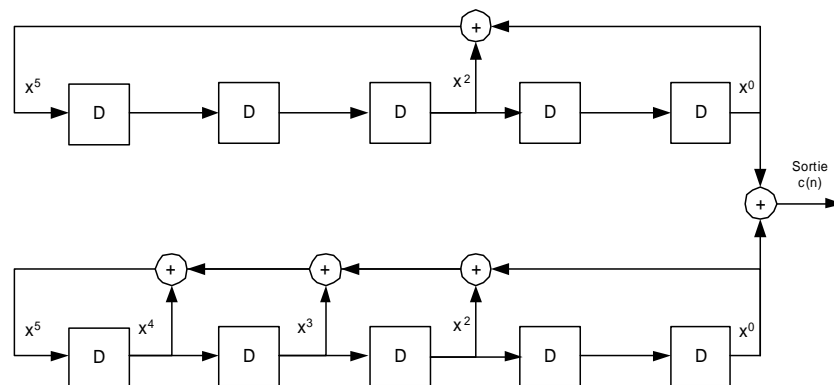 +
x⁵ x² x⁰
D D D D D
Sortie
c(n)
+
+ + +
x⁵ x⁴ x³ x² x⁰
D D D D D